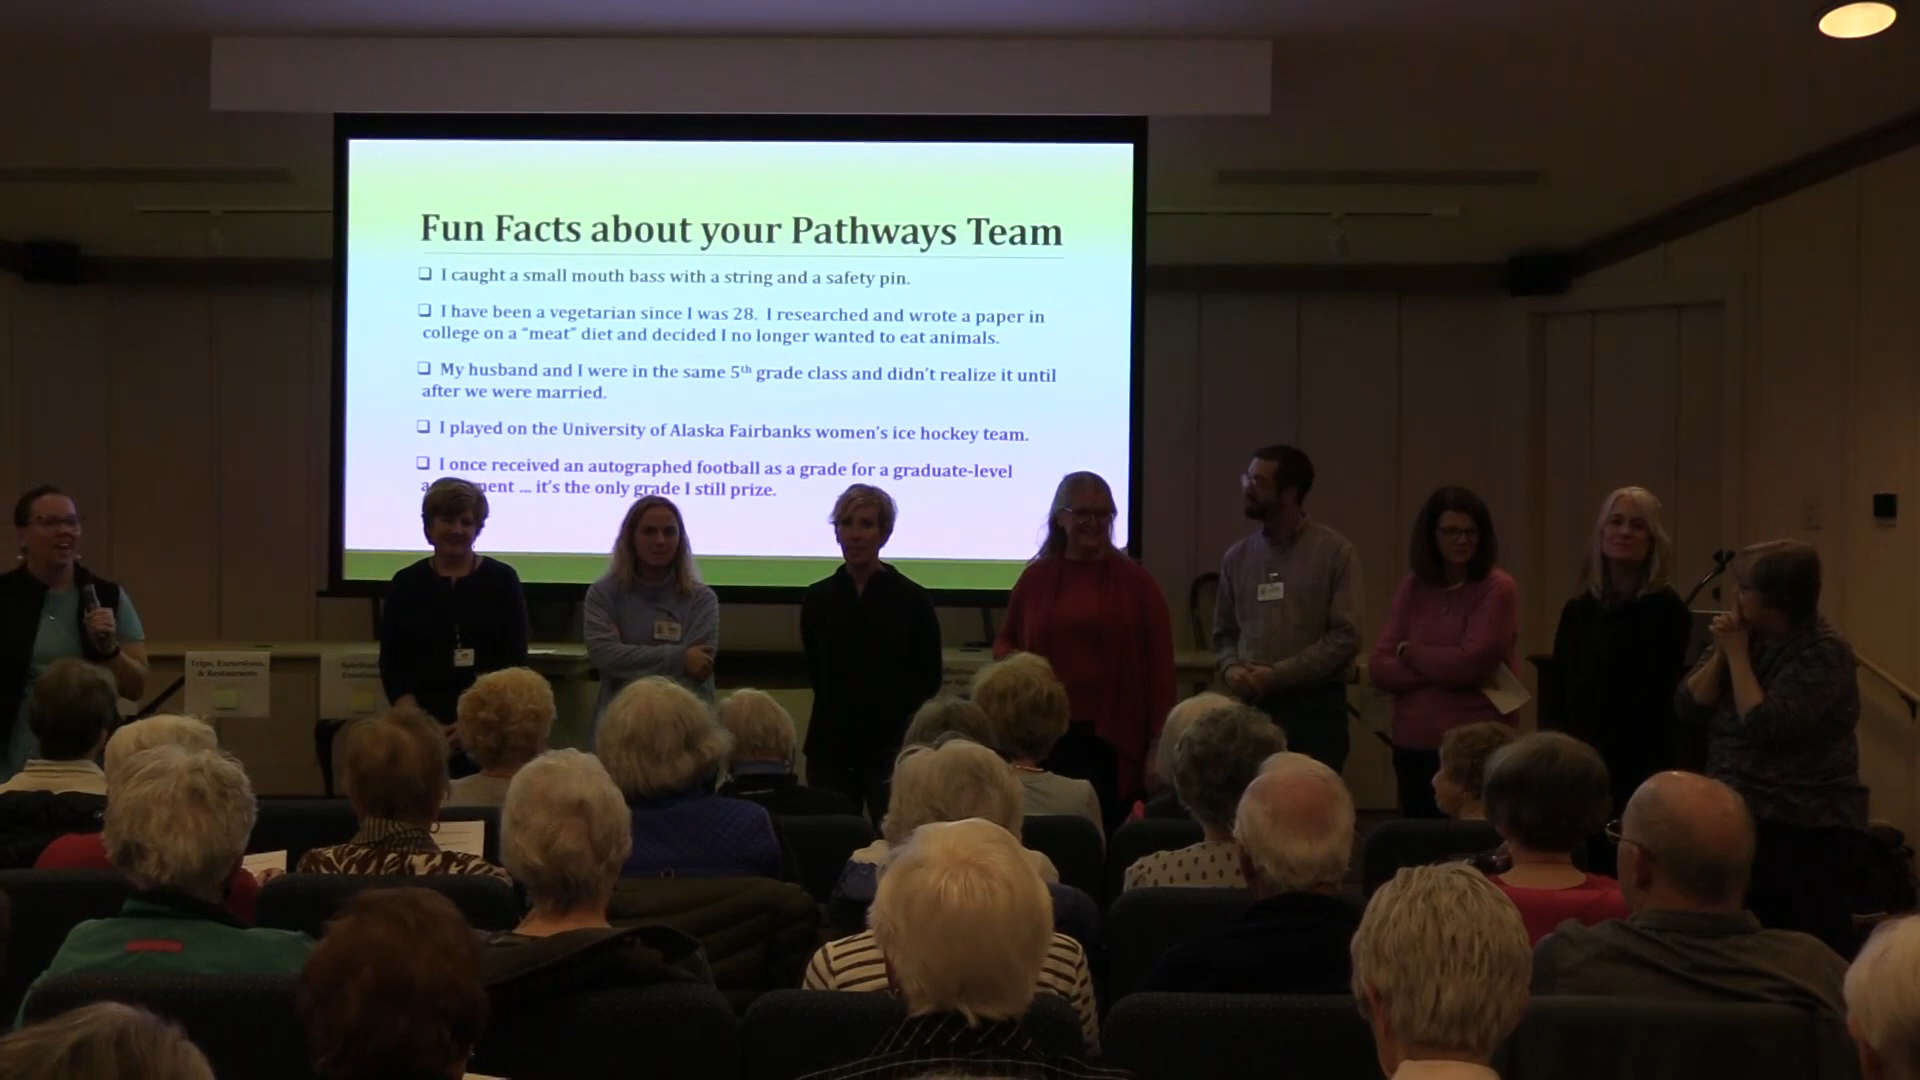 Fun Facts about your Pathways Team
❑ I caught a small mouth bass with a string and a safety pin.
❑ I have been a vegetarian since I was 28. I researched and wrote a paper in
college on a “meat” diet and decided I no longer wanted to eat animals.
❑ My husband and I were in the same 5th grade class and didn’t realize it until
after we were married.
❑ I played on the University of Alaska Fairbanks women’s ice hockey team.
❑ I once received an autographed football as a grade for a graduate-level
... it’s the only grade I still prize.
Trips, Excursions,
& Restaurants